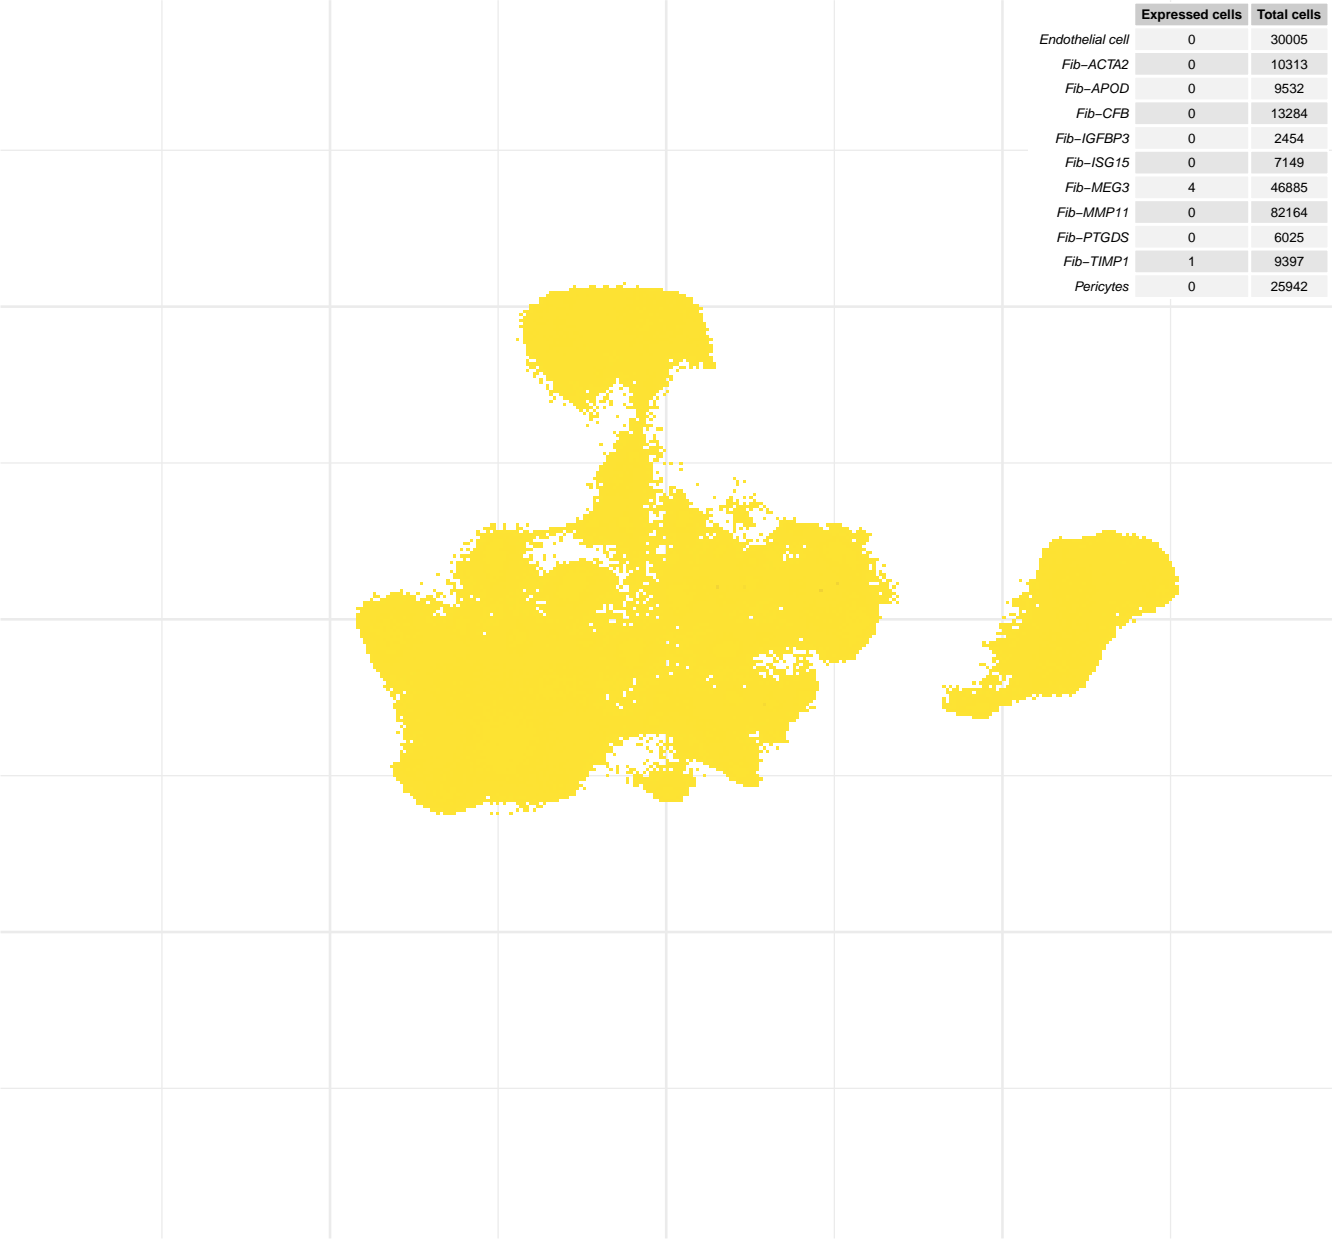 Expressed cells Total cells
Endothelial cell 0 30005
Fib−ACTA2 0 10313
Fib−APOD 0 9532
Fib−CFB 0 13284
Fib−IGFBP3 0 2454
Fib−ISG15 0 7149
Fib−MEG3 4 46885
Fib−MMP11 0 82164
Fib−PTGDS 0 6025
Fib−TIMP1 1 9397
Pericytes 0 25942